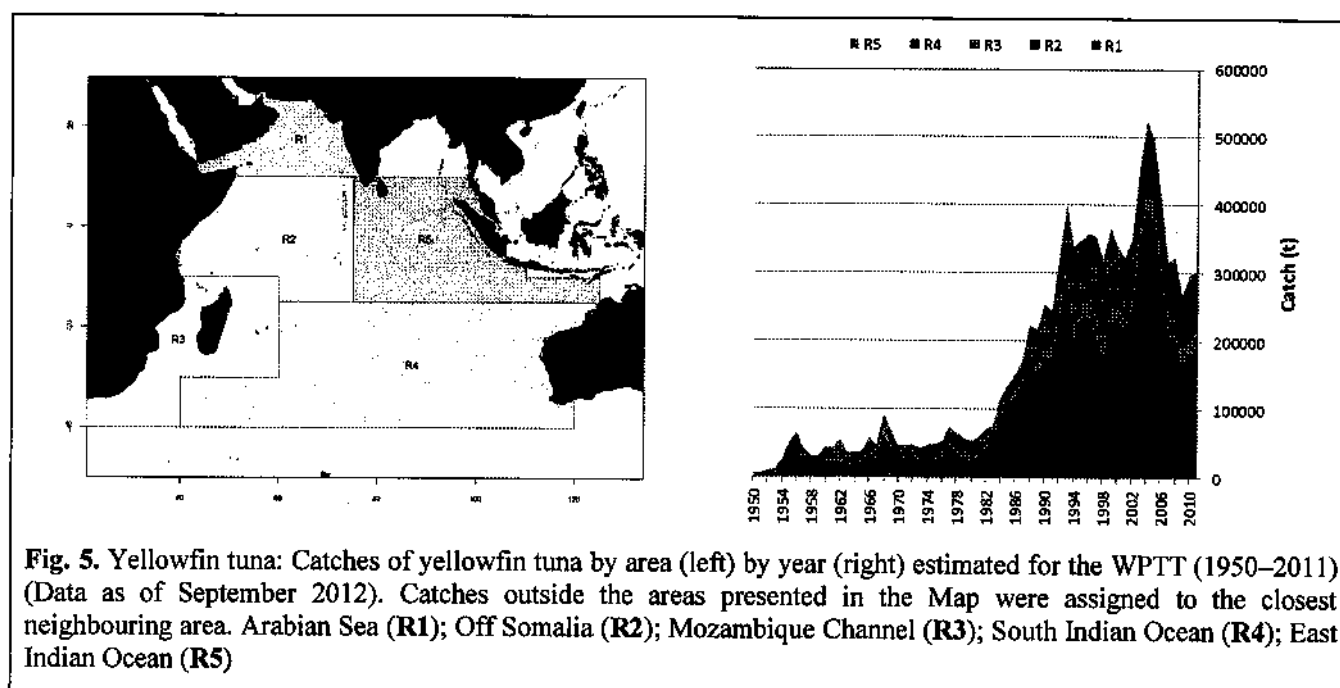 R5 R4 R3 R2 R1
R1
R2
R5
R3
R4
120
600000
500000
400000
300000
200000
100000
0
Catch (t)
1950
1954
1958
1962
1966
1970
1974
1978
1982
1986
1990
1994
1998
2002
2006
2010
Fig. 5. Yellowfin tuna: Catches of yellowfin tuna by area (left) by year (right) estimated for the WPTT (1950–2011)
(Data as of September 2012). Catches outside the areas presented in the Map were assigned to the closest
neighbouring area. Arabian Sea (R1); Off Somalia (R2); Mozambique Channel (R3); South Indian Ocean (R4); East
Indian Ocean (R5)